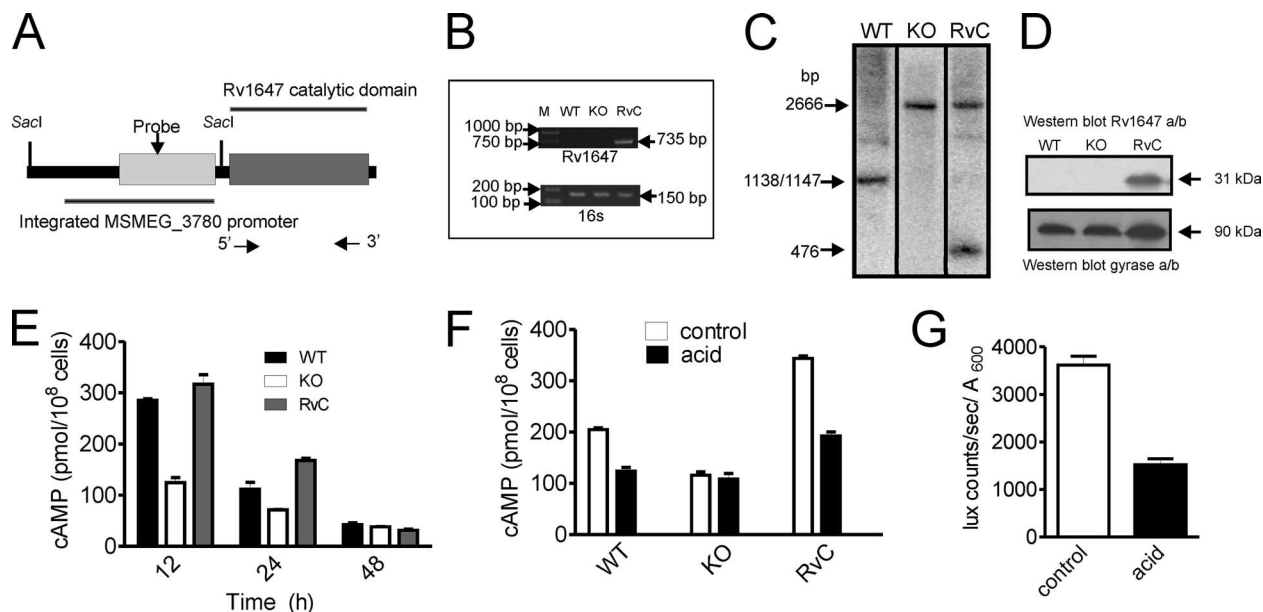 A
Rv1647 catalytic domain
SacI
Probe
SacI
Integrated MSMEG_3780 promoter
5’
3’
B
M WT KO RvC
1000 bp
750 bp
735 bp
Rv1647
200 bp
100 bp
150 bp
16s
C
WT KO RvC
bp
2666
1138/1147
476
D
Western blot Rv1647 a/b
WT KO RvC
31 kDa
90 kDa
Western blot gyrase a/b
E
cAMP (pmol/10⁸ cells)
400
300
200
100
0
WT
KO
RvC
12 24 48
Time (h)
F
cAMP (pmol/10⁸ cells)
400
300
200
100
0
control
acid
WT KO RvC
G
lux counts/sec/ A 600
4000
3000
2000
1000
0
control acid